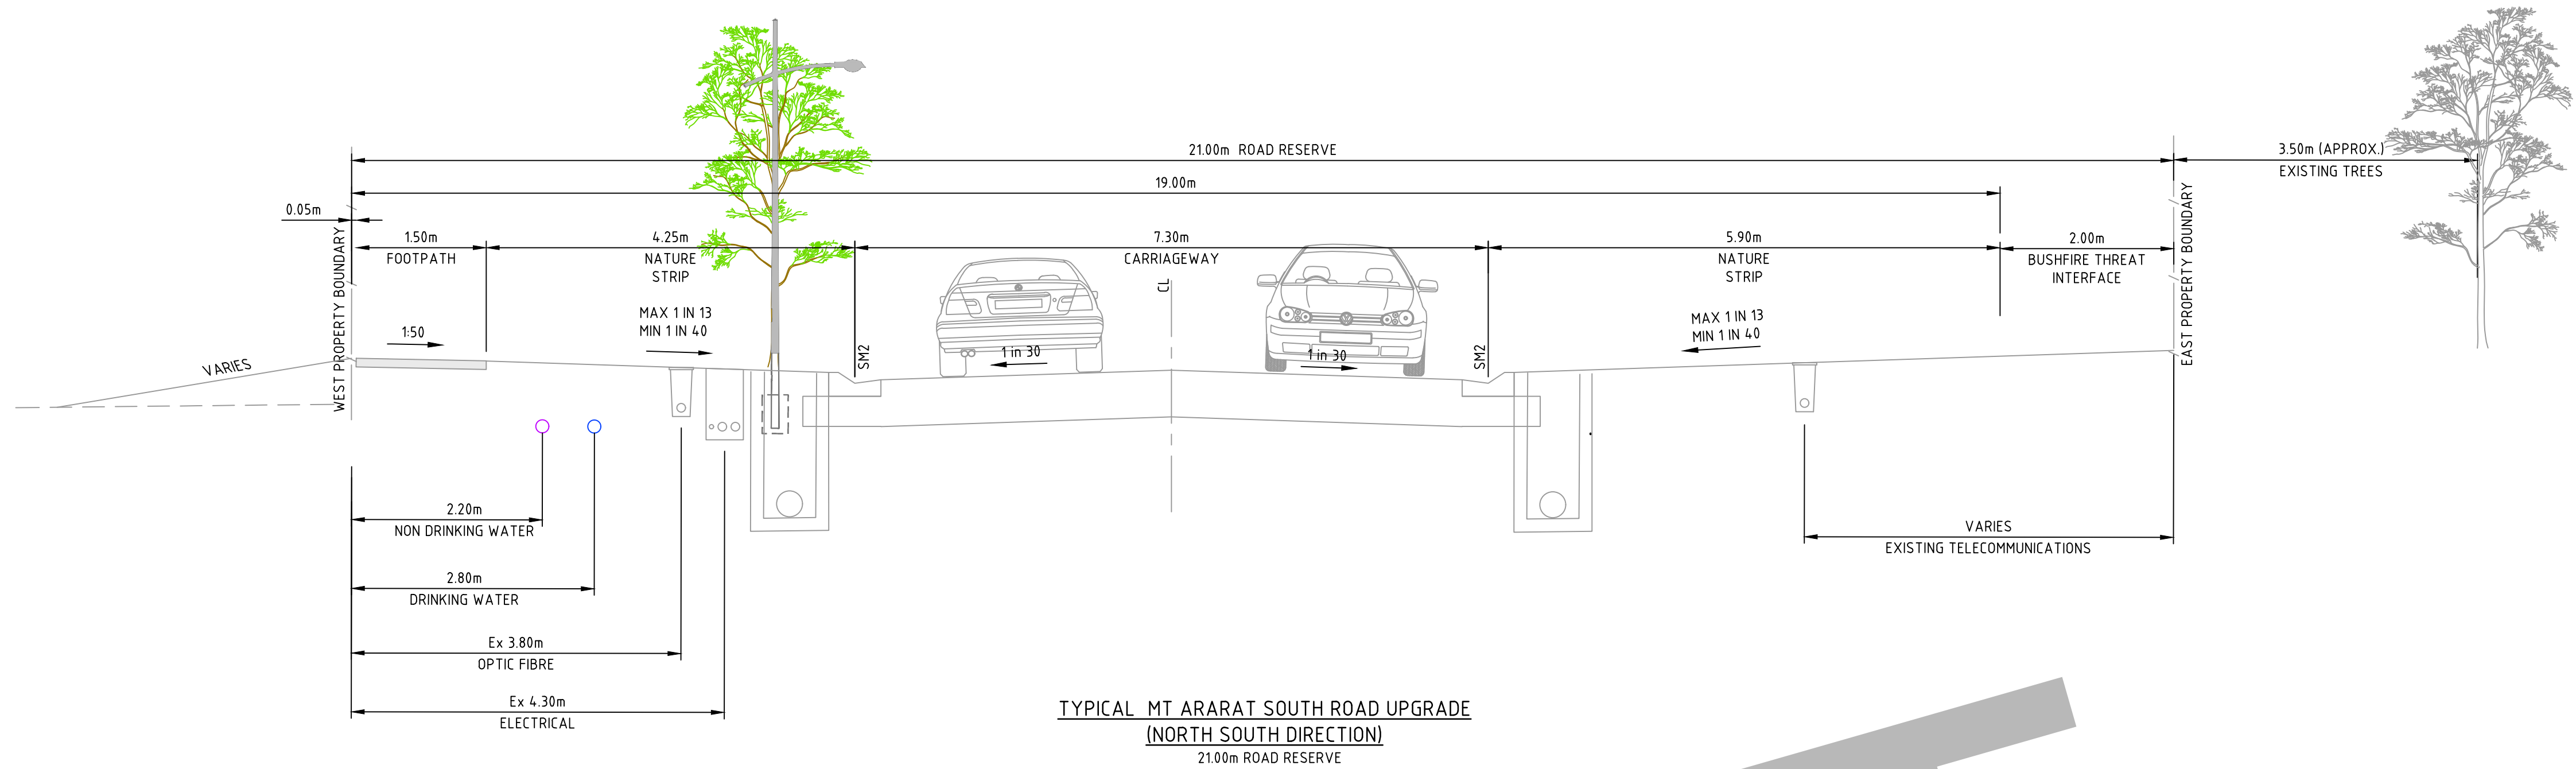 21.00m ROAD RESERVE
3.50m (APPROX.)
EXISTING TREES
19.00m
0.05m
1.50m
FOOTPATH
4.25m
NATURE
STRIP
7.30m
CARRIAGEWAY
5.90m
NATURE
STRIP
2.00m
BUSHFIRE THREAT
INTERFACE
WEST PROPERTY BOUNDARY
EAST PROPERTY BOUNDARY
CL
1:50
MAX 1 IN 13
MIN 1 IN 40
MAX 1 IN 13
MIN 1 IN 40
VARIES
SM2
1 in 30
1 in 30
SM2
2.20m
NON DRINKING WATER
VARIES
EXISTING TELECOMMUNICATIONS
2.80m
DRINKING WATER
Ex 3.80m
OPTIC FIBRE
Ex 4.30m
ELECTRICAL
TYPICAL MT ARARAT SOUTH ROAD UPGRADE
(NORTH SOUTH DIRECTION)
21.00m ROAD RESERVE